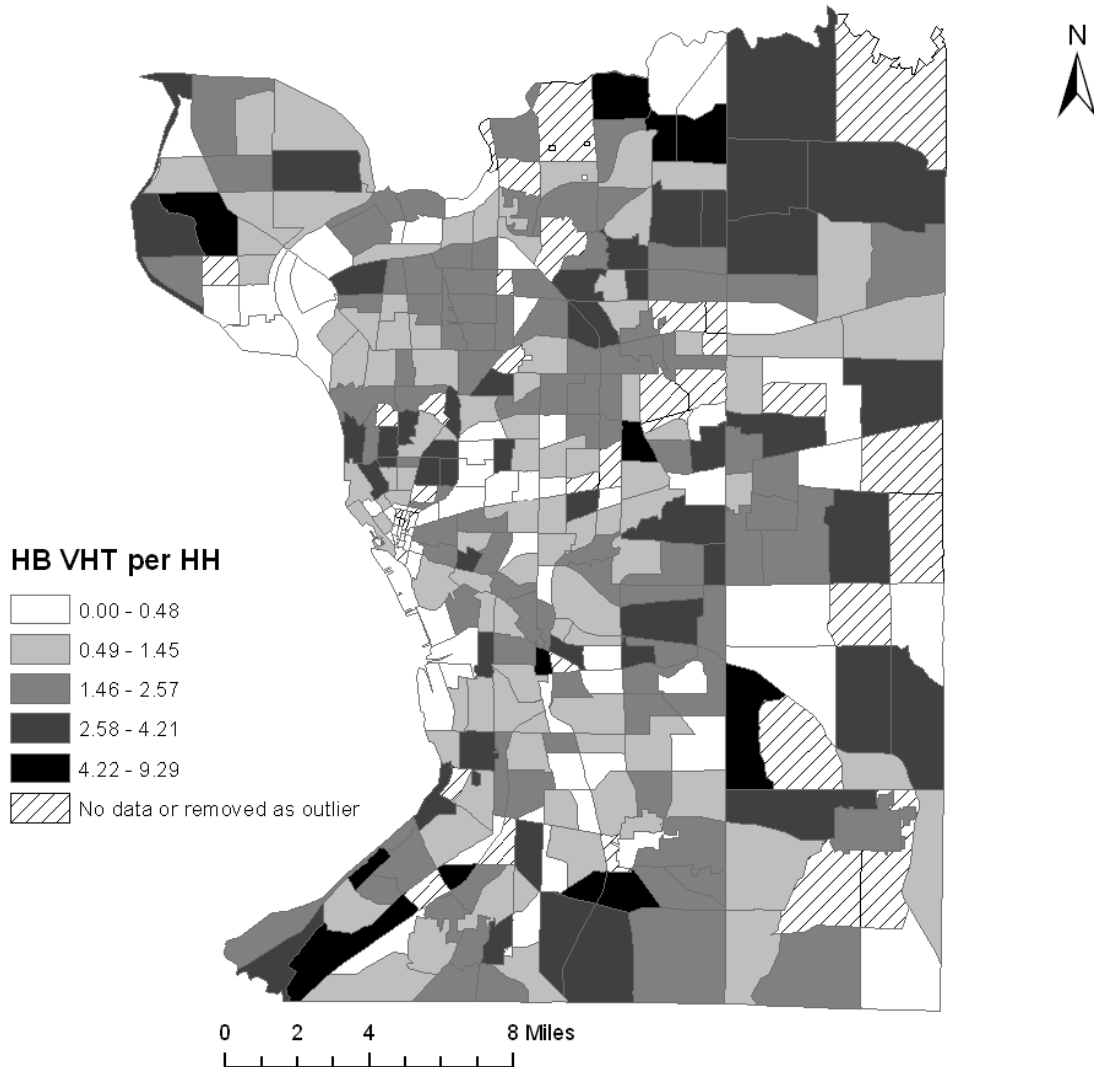 N
HB VHT per HH
0.00 - 0.48
0.49 - 1.45
1.46 - 2.57
2.58 - 4.21
4.22 - 9.29
No data or removed as outlier
0 2 4 8 Miles